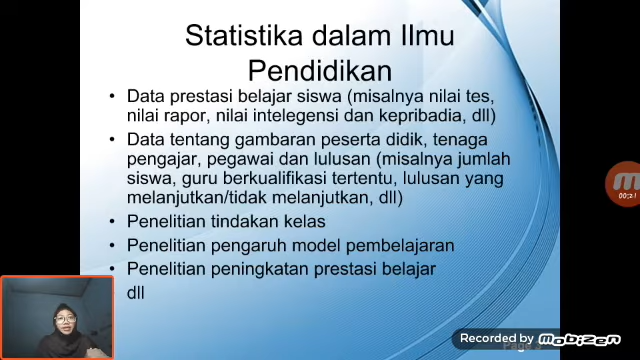 Statistika dalam Ilmu
Pendidikan
• Data prestasi belajar siswa (misalnya nilai tes,
nilai rapor, nilai intelegensi dan kepribadia, dll)
• Data tentang gambaran peserta didik, tenaga
pengajar, pegawai dan lulusan (misalnya jumlah
siswa, guru berkualifikasi tertentu, lulusan yang
melanjutkan/tidak melanjutkan, dll)
• Penelitian tindakan kelas
• Penelitian pengaruh model pembelajaran
• Penelitian peningkatan prestasi belajar
dll
00:21
Recorded by mobizen